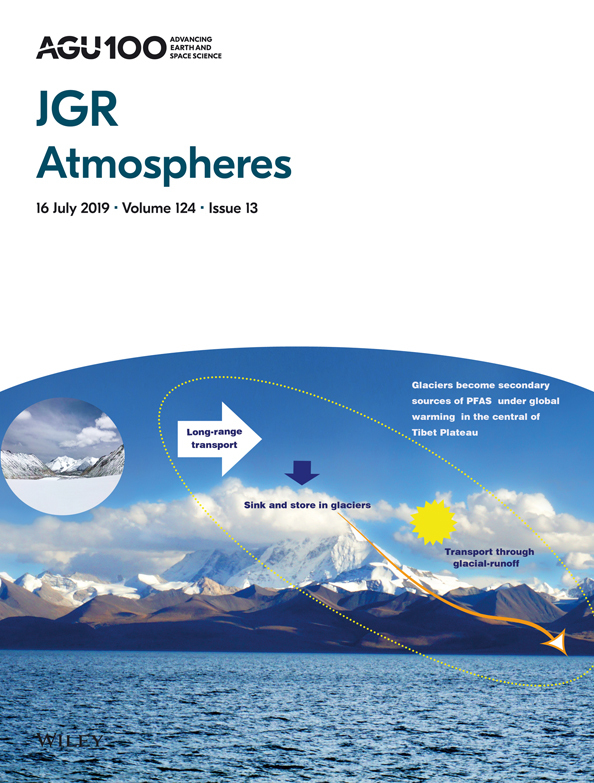 AGU100 ADVANCING
EARTH AND
SPACE SCIENCE
JGR
Atmospheres
16 July 2019 · Volume 124 · Issue 13
Glaciers become secondary
sources of PFAS under global
warming in the central of
Tibet Plateau
Long-range
transport
Sink and store in glaciers
Transport through
glacial-runoff
WILEY